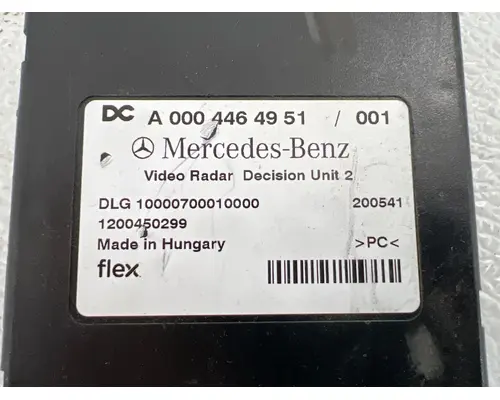 DC A 000 446 49 51 / 001
Mercedes-Benz
Video Radar Decision Unit 2
DLG 10000700010000 200541
1200450299
Made in Hungary >PC<
flex